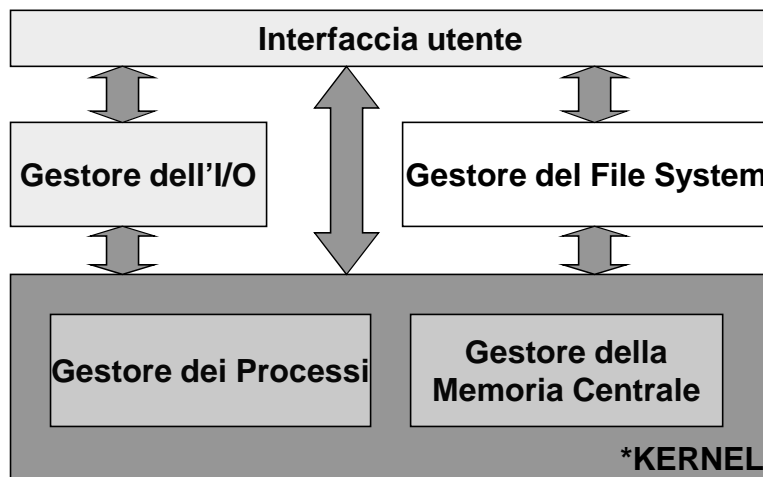 Interfaccia utente
Gestore dell'I/O
Gestore del File System
Gestore dei Processi
Gestore della
Memoria Centrale
*KERNEL